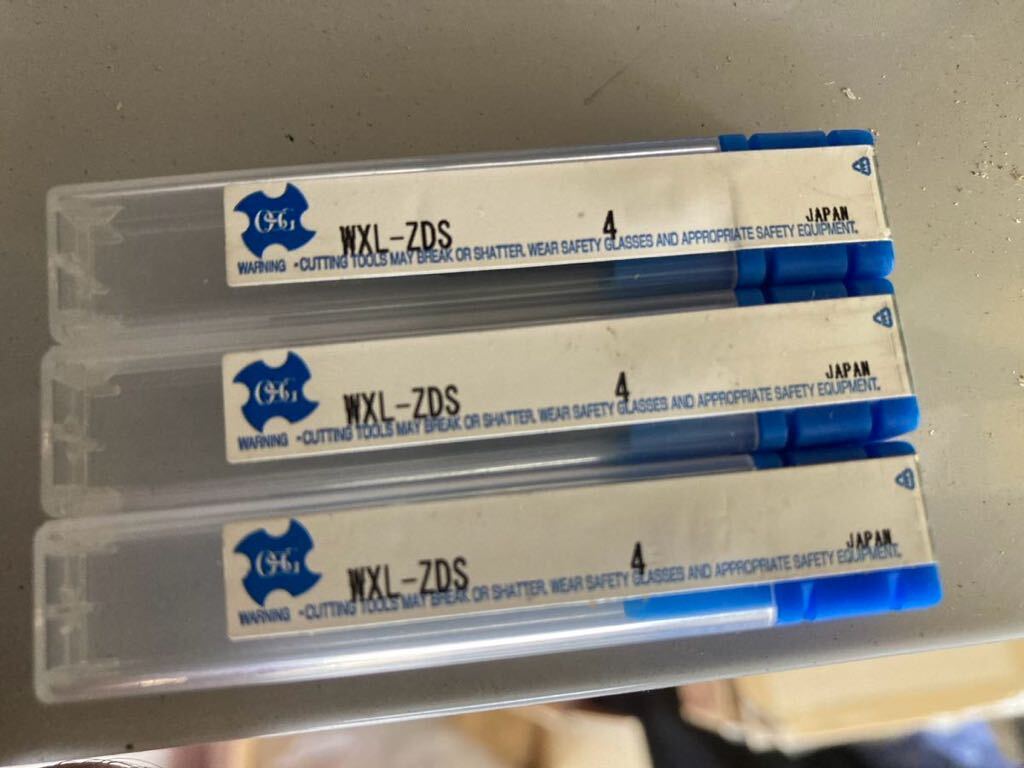 OSG
WXL-ZDS 4 JAPAN
WARNING -CUTTING TOOLS MAY BREAK OR SHATTER. WEAR SAFETY GLASSES AND APPROPRIATE SAFETY EQUIPMENT.
OSG
WXL-ZDS 4 JAPAN
WARNING -CUTTING TOOLS MAY BREAK OR SHATTER. WEAR SAFETY GLASSES AND APPROPRIATE SAFETY EQUIPMENT.
OSG
WXL-ZDS 4 JAPAN
WARNING -CUTTING TOOLS MAY BREAK OR SHATTER. WEAR SAFETY GLASSES AND APPROPRIATE SAFETY EQUIPMENT.